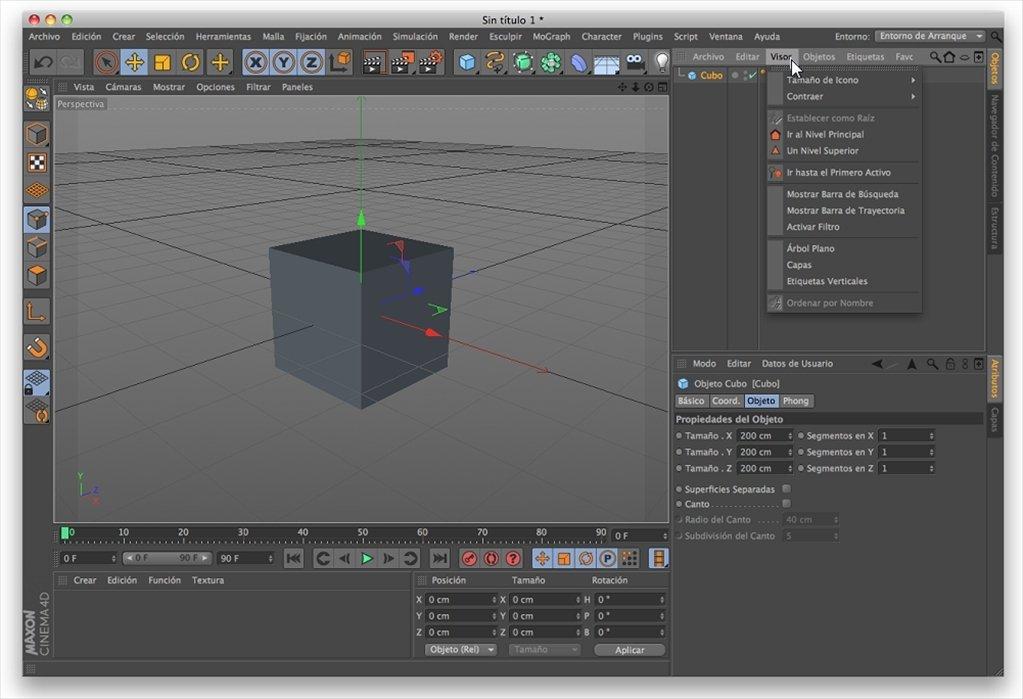 Sin título 1 *
Archivo Edición Crear Selección Herramientas Malla Fijación Animación Simulación Render Esculpir MoGraph Character Plugins Script Ventana Ayuda Entorno: Entorno de Arranque
X Y Z
Archivo Editar Visor Objetos Etiquetas Favc
Vista Cámaras Mostrar Opciones Filtrar Paneles
Perspectiva
Cubo
Tamaño de Icono
Contraer
Establecer como Raíz
Ir al Nivel Principal
Un Nivel Superior
Ir hasta el Primero Activo
Mostrar Barra de Búsqueda
Mostrar Barra de Trayectoria
Activar Filtro
Árbol Plano
Capas
Etiquetas Verticales
Ordenar por Nombre
Objetos
Navegador de Contenido
Estructura
Y
Z
X
Modo Editar Datos de Usuario
Objeto Cubo [Cubo]
Básico Coord. Objeto Phong
Propiedades del Objeto
Tamaño . X 200 cm Segmentos en X 1
Tamaño . Y 200 cm Segmentos en Y 1
Tamaño . Z 200 cm Segmentos en Z 1
Superficies Separadas
Canto
Radio del Canto 40 cm
Subdivisión del Canto 5
Atributos
Capas
0 10 20 30 40 50 60 70 80 90 0 F
0 F 0 F 90 F 90 F
P
Crear Edición Función Textura
Posición Tamaño Rotación
X 0 cm X 0 cm H 0 °
Y 0 cm Y 0 cm P 0 °
Z 0 cm Z 0 cm B 0 °
Objeto (Rel) Tamaño Aplicar
MAXON
CINEMA 4D